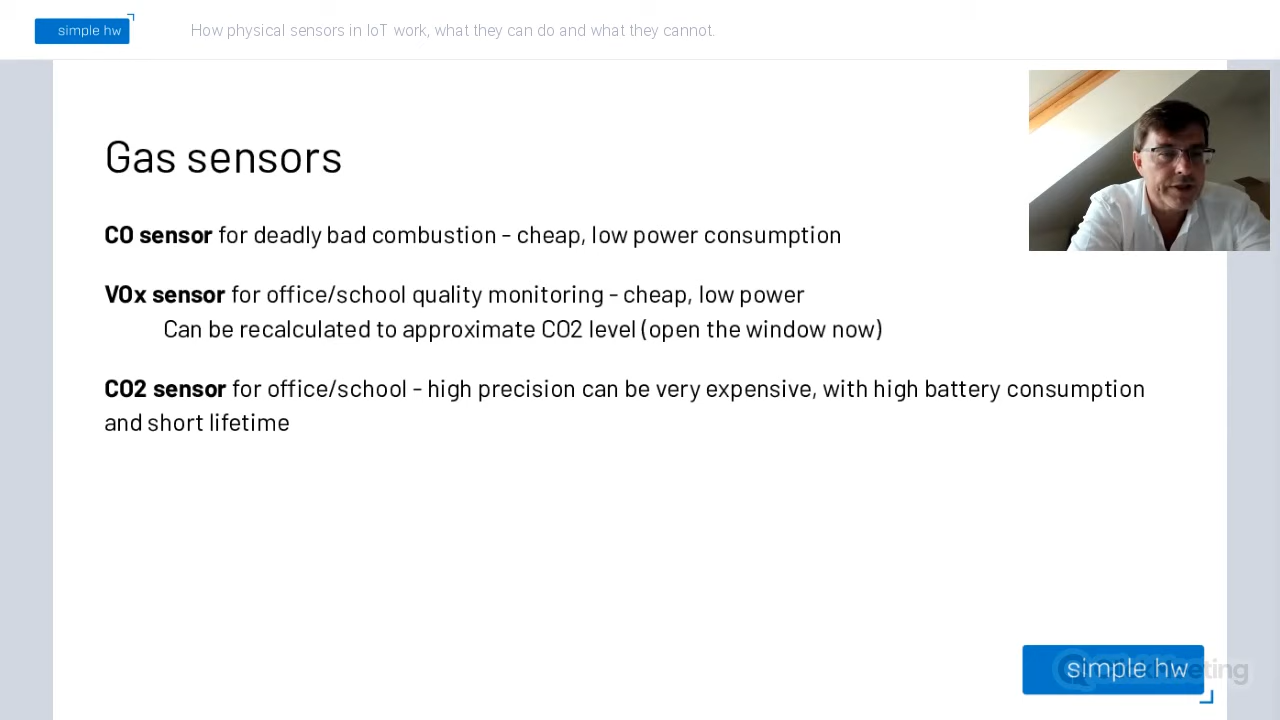 simple hw
How physical sensors in IoT work, what they can do and what they cannot.
Gas sensors
CO sensor for deadly bad combustion - cheap, low power consumption
VOx sensor for office/school quality monitoring - cheap, low power
Can be recalculated to approximate CO2 level (open the window now)
CO2 sensor for office/school - high precision can be very expensive, with high battery consumption
and short lifetime
simple hw